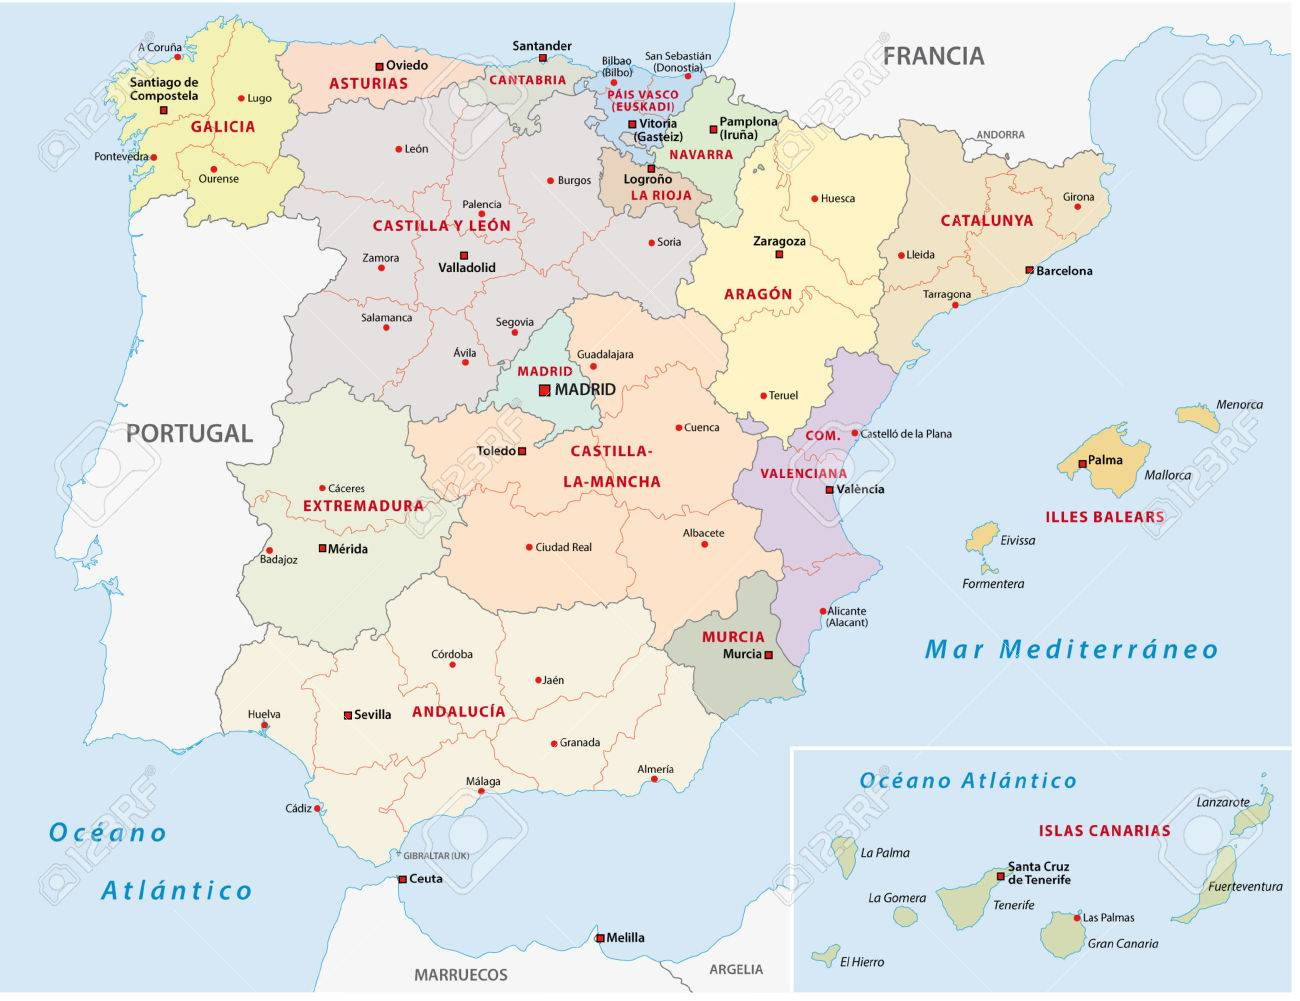 A Coruña
Santiago de
Compostela
Lugo
GALICIA
Pontevedra
Ourense
Oviedo
ASTURIAS
Santander
CANTABRIA
Bilbao
(Bilbo)
San Sebastián
(Donostia)
PÁIS VASCO
(EUSKADI)
Vitoria
(Gasteiz)
Pamplona
(Iruña)
NAVARRA
Logroño
LA RIOJA
FRANCIA
ANDORRA
León
Burgos
Palencia
CASTILLA Y LEÓN
Soria
Zamora
Valladolid
Salamanca
Segovia
Ávila
Huesca
Zaragoza
ARAGÓN
Teruel
CATALUNYA
Girona
Lleida
Barcelona
Tarragona
MADRID
MADRID
Guadalajara
Cuenca
Toledo
CASTILLA-
LA-MANCHA
Ciudad Real
Albacete
PORTUGAL
Cáceres
EXTREMADURA
Mérida
Badajoz
COM.
VALENCIANA
Castelló de la Plana
València
Alicante
(Alacant)
Menorca
Palma
Mallorca
ILLES BALEARS
Eivissa
Formentera
MURCIA
Murcia
Mar Mediterráneo
Córdoba
Jaén
Huelva
Sevilla
ANDALUCÍA
Granada
Málaga
Almería
Cádiz
Océano
Atlántico
GIBRALTAR (UK)
Ceuta
Melilla
MARRUECOS
ARGELIA
Océano Atlántico
ISLAS CANARIAS
Lanzarote
La Palma
Santa Cruz
de Tenerife
Fuerteventura
La Gomera
Tenerife
Las Palmas
Gran Canaria
El Hierro
123RF